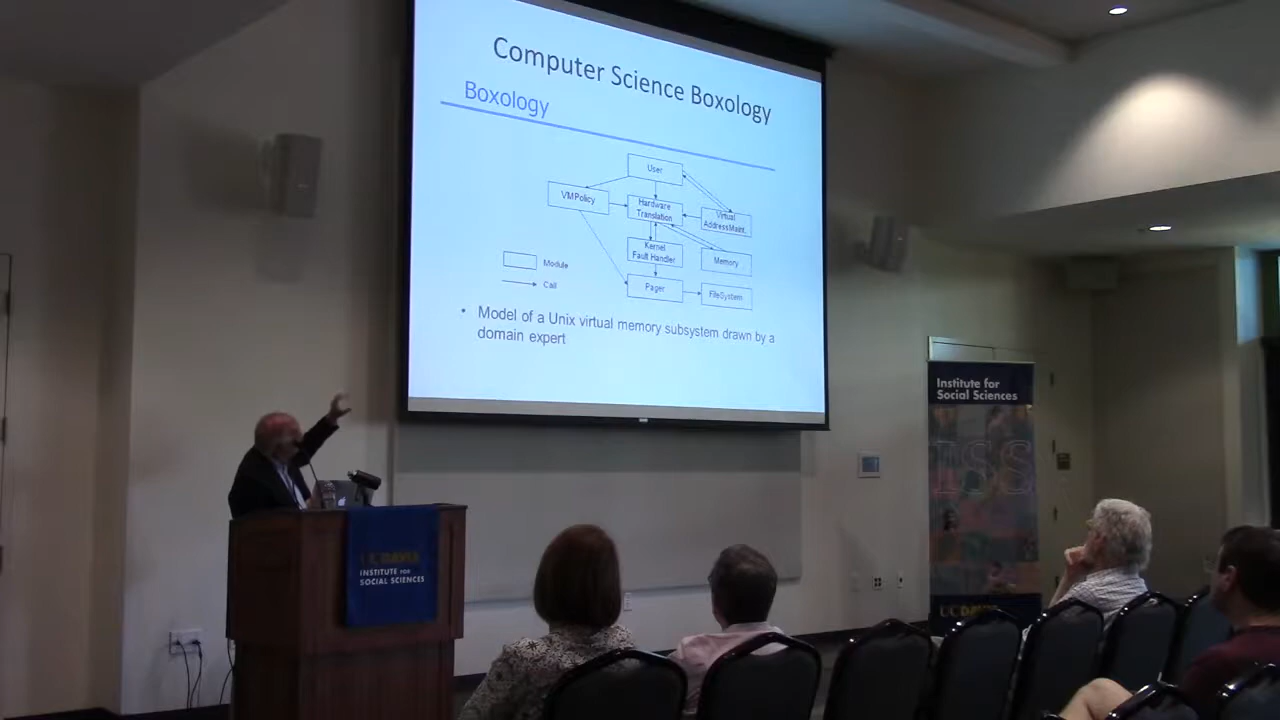 Computer Science Boxology
Boxology
User
VMPolicy
Hardware
Translation
Virtual
AddressMaint.
Kernel
Fault Handler
Memory
Module
Call
Pager
FileSystem
• Model of a Unix virtual memory subsystem drawn by a
domain expert
Institute for
Social Sciences
ISS
UC DAVIS
UC DAVIS
INSTITUTE FOR
SOCIAL SCIENCES